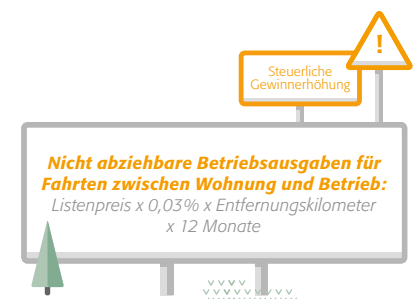 !
Steuerliche
Gewinnerhöhung
Nicht abziehbare Betriebsausgaben für
Fahrten zwischen Wohnung und Betrieb:
Listenpreis x 0,03% x Entfernungskilometer
x 12 Monate